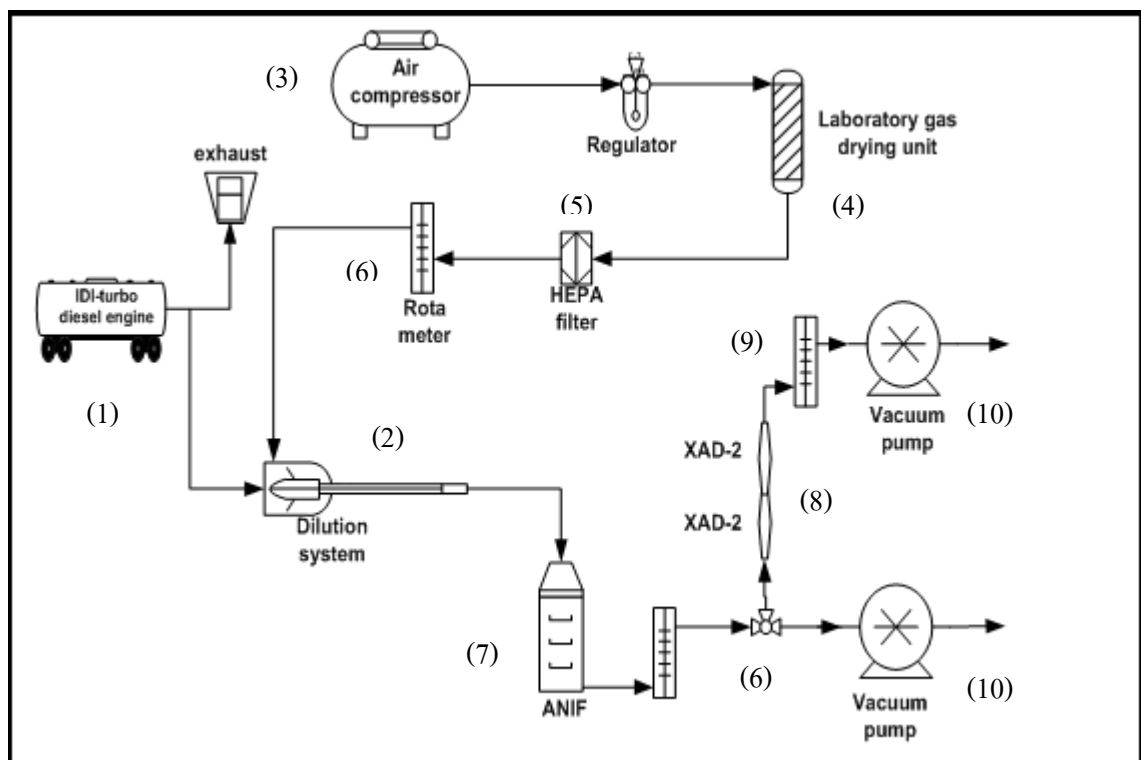 (3)
Air
compressor
Regulator
Laboratory gas
drying unit
(4)
exhaust
(5)
(6)
Rota
meter
HEPA
filter
IDI-turbo
diesel engine
(1)
(9)
Vacuum
pump
(10)
(2)
XAD-2
(8)
XAD-2
Dilution
system
(7)
ANIF
(6)
Vacuum
pump
(10)